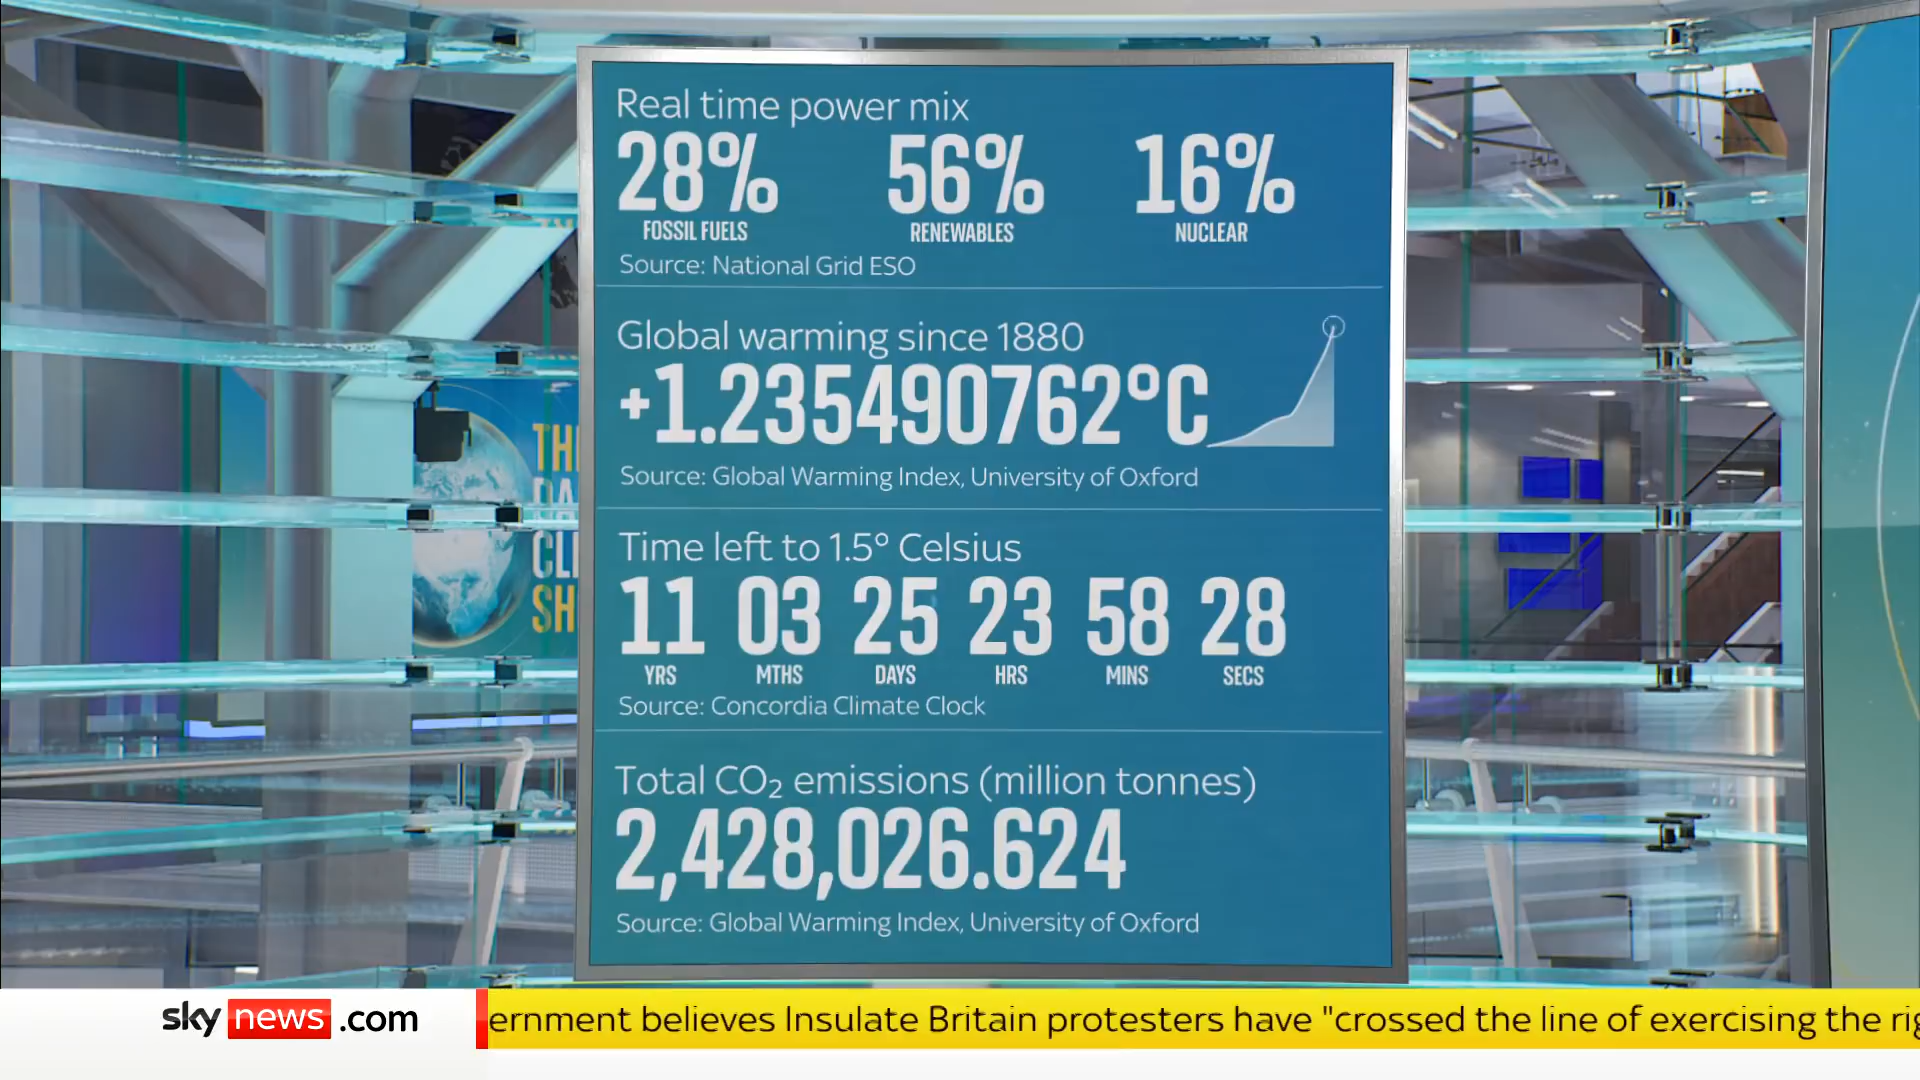 Real time power mix
28% 56% 16%
FOSSIL FUELS RENEWABLES NUCLEAR
Source: National Grid ESO
Global warming since 1880
+1.235490762°C
Source: Global Warming Index, University of Oxford
Time left to 1.5° Celsius
11 03 25 23 58 28
YRS MTHS DAYS HRS MINS SECS
Source: Concordia Climate Clock
Total CO₂ emissions (million tonnes)
2,428,026.624
Source: Global Warming Index, University of Oxford
sky news .com
ernment believes Insulate Britain protesters have "crossed the line of exercising the rig